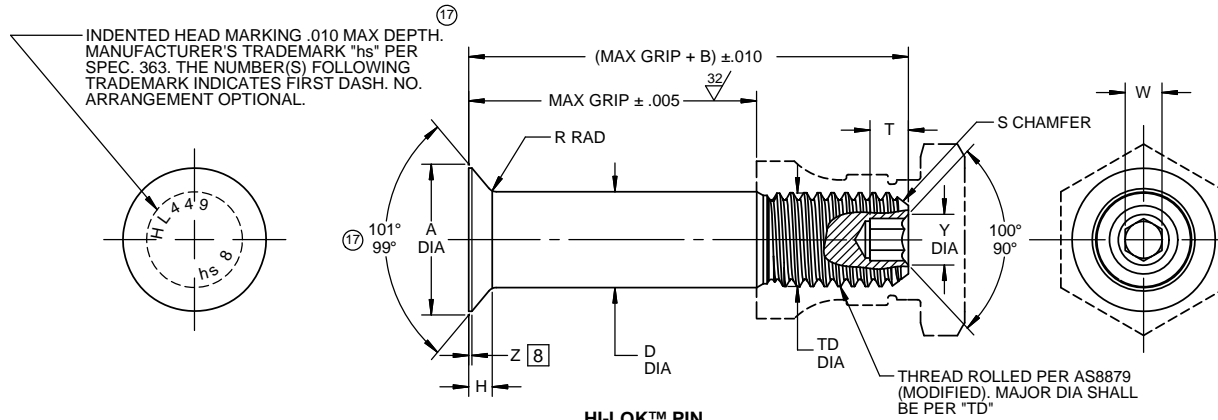 17
INDENTED HEAD MARKING .010 MAX DEPTH.
MANUFACTURER'S TRADEMARK "hs" PER
SPEC. 363. THE NUMBER(S) FOLLOWING
TRADEMARK INDICATES FIRST DASH. NO.
ARRANGEMENT OPTIONAL.
(MAX GRIP + B) ±.010
32
MAX GRIP ± .005
W
T
S CHAMFER
R RAD
HL449
hs 8
17
101°
99°
A
DIA
Y
DIA
100°
90°
Z 8
H
D
DIA
TD
DIA
THREAD ROLLED PER AS8879
(MODIFIED). MAJOR DIA SHALL
BE PER "TD"
HI-LOK™ PIN